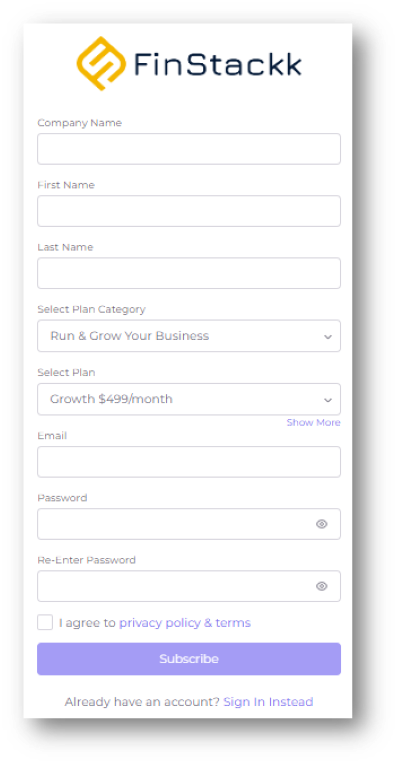 FinStackk
Company Name
First Name
Last Name
Select Plan Category
Run & Grow Your Business
Select Plan
Growth $499/month
Show More
Email
Password
Re-Enter Password
I agree to privacy policy & terms
Subscribe
Already have an account? Sign In Instead